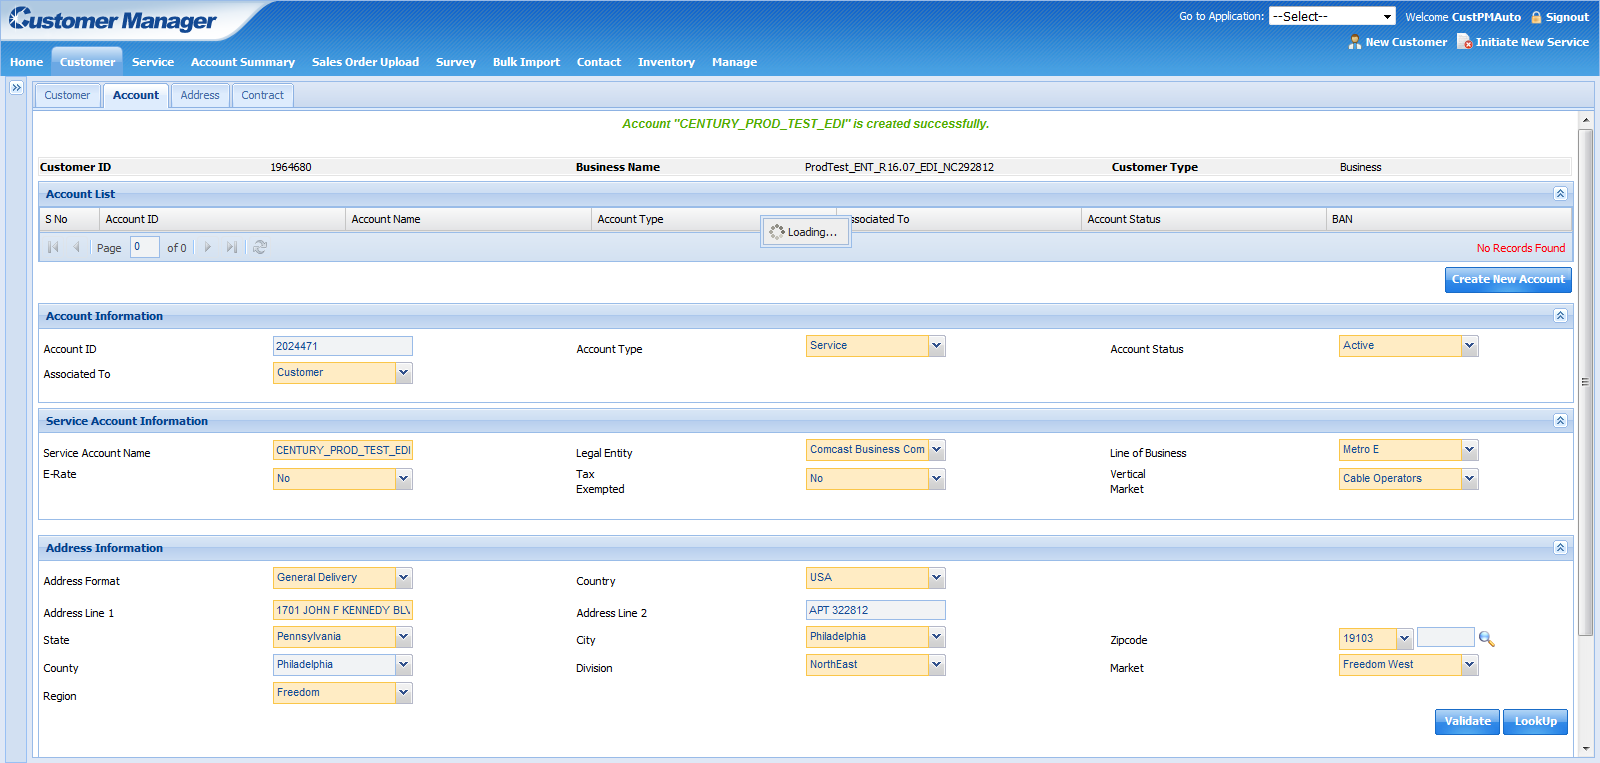 Customer Manager
Go to Application: --Select-- Welcome CustPMAuto Signout
New Customer Initiate New Service
Home Customer Service Account Summary Sales Order Upload Survey Bulk Import Contact Inventory Manage
Customer Account Address Contract
Account "CENTURY_PROD_TEST_EDI" is created successfully.
Customer ID 1964680 Business Name ProdTest_ENT_R16.07_EDI_NC292812 Customer Type Business
Account List
S No Account ID Account Name Account Type ssociated To Account Status BAN
Loading...
Page 0 of 0 No Records Found
Create New Account
Account Information
Account ID 2024471 Account Type Service Account Status Active
Associated To Customer
Service Account Information
Service Account Name CENTURY_PROD_TEST_EDI Legal Entity Comcast Business Com Line of Business Metro E
E-Rate No Tax Exempted No Vertical Market Cable Operators
Address Information
Address Format General Delivery Country USA
Address Line 1 1701 JOHN F KENNEDY BLV Address Line 2 APT 322812
State Pennsylvania City Philadelphia Zipcode 19103
County Philadelphia Division NorthEast Market Freedom West
Region Freedom
Validate LookUp